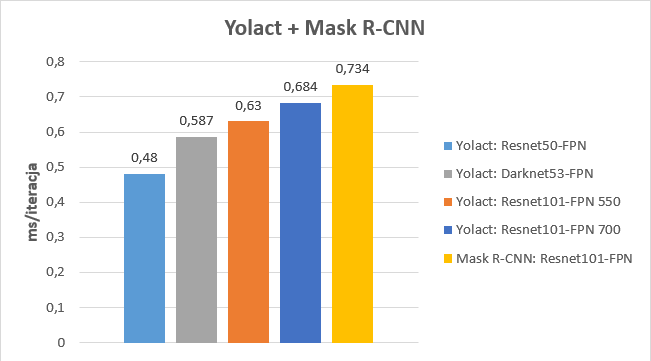 Yolact + Mask R-CNN
0,8
0,7
0,6
0,5
0,4
0,3
0,2
0,1
0
ms/iteracja
0,48
0,587
0,63
0,684
0,734
Yolact: Resnet50-FPN
Yolact: Darknet53-FPN
Yolact: Resnet101-FPN 550
Yolact: Resnet101-FPN 700
Mask R-CNN: Resnet101-FPN